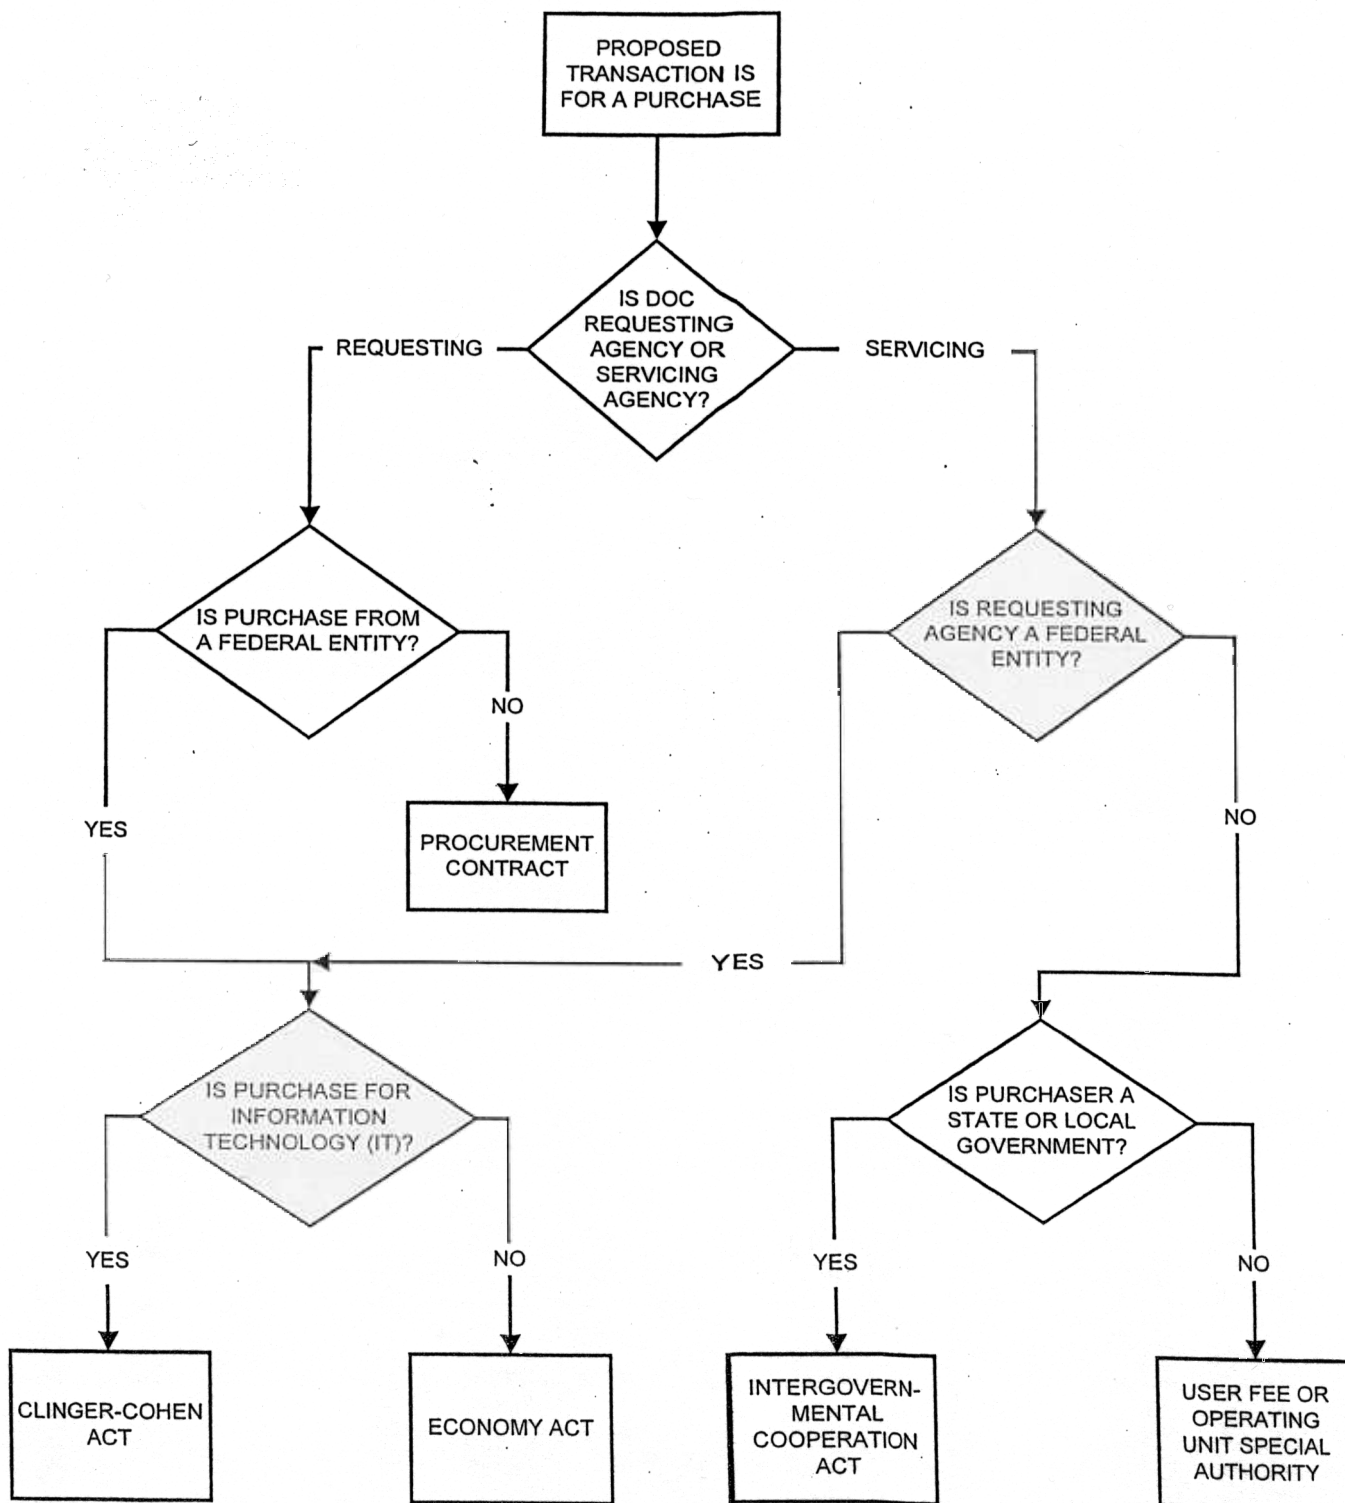 PROPOSED
TRANSACTION IS
FOR A PURCHASE
IS DOC
REQUESTING
AGENCY OR
SERVICING
AGENCY?
REQUESTING
SERVICING
IS PURCHASE FROM
A FEDERAL ENTITY?
IS REQUESTING
AGENCY A FEDERAL
ENTITY?
NO
YES
PROCUREMENT
CONTRACT
NO
YES
IS PURCHASE FOR
INFORMATION
TECHNOLOGY (IT)?
IS PURCHASER A
STATE OR LOCAL
GOVERNMENT?
YES
NO
YES
NO
CLINGER-COHEN
ACT
ECONOMY ACT
INTERGOVERN-
MENTAL
COOPERATION
ACT
USER FEE OR
OPERATING
UNIT SPECIAL
AUTHORITY